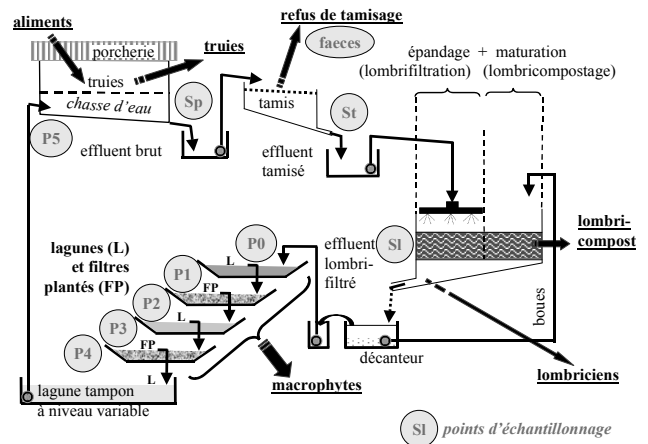 aliments
porcherie
truies
truies
chasse d'eau
P5
Sp
effluent brut
refus de tamisage
faeces
tamis
St
effluent
tamisé
épandage + maturation
(lombrifiltration) (lombricompostage)
Sl
lombri-
compost
effluent
lombri-
filtré
boues
décanteur
lombriciens
lagunes (L)
et filtres
plantés (FP)
P0
L
P1
FP
P2
L
P3
FP
P4
L
lagune tampon
à niveau variable
macrophytes
Sl points d'échantillonnage